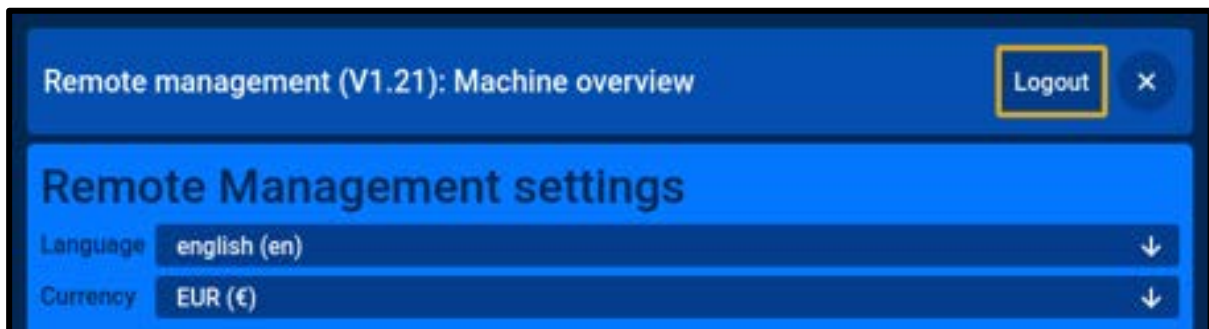 Remote management (V1.21): Machine overview
Logout
×
Remote Management settings
Language english (en)
Currency EUR (€)